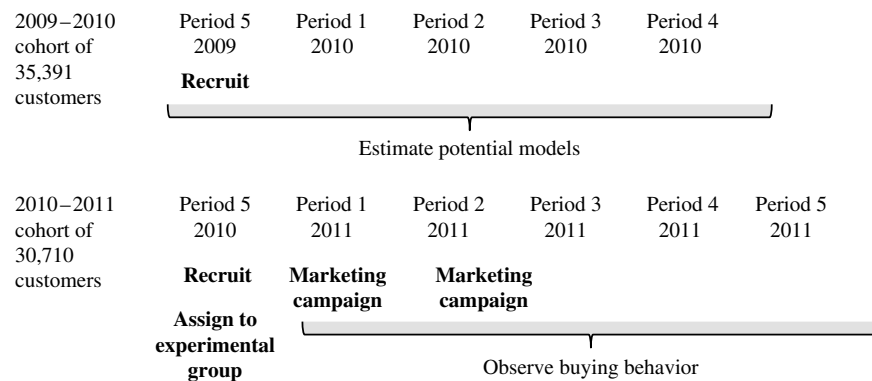 2009–2010 Period 5 Period 1 Period 2 Period 3 Period 4
cohort of 2009 2010 2010 2010 2010
35,391
customers Recruit
Estimate potential models
2010–2011 Period 5 Period 1 Period 2 Period 3 Period 4 Period 5
cohort of 2010 2011 2011 2011 2011 2011
30,710
customers Recruit Marketing Marketing
campaign campaign
Assign to
experimental
group Observe buying behavior